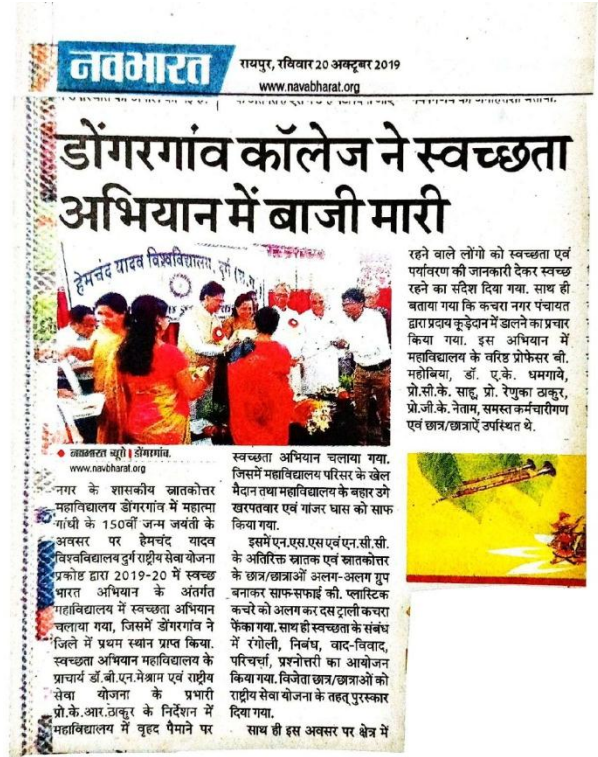 नवभारत
रायपुर, रविवार 20 अक्टूबर 2019
www.navabharat.org
डोंगरगांव कॉलेज ने स्वच्छता
अभियान में बाजी मारी
हेमचंद यादव विश्वविद्यालय, दुर्ग (छ.ग.)
नवभारत ब्यूरो। डोंगरगांव.
www.navbharat.org
नगर के शासकीय स्नातकोत्तर
महाविद्यालय डोंगरगांव में महात्मा
गांधी के 150वीं जन्म जयंती के
अवसर पर हेमचंद यादव
विश्वविद्यालय दुर्ग राष्ट्रीय सेवा योजना
प्रकोष्ठ द्वारा 2019-20 में स्वच्छ
भारत अभियान के अंतर्गत
महाविद्यालय में स्वच्छता अभियान
चलाया गया, जिसमें डोंगरगांव ने
जिले में प्रथम स्थान प्राप्त किया.
स्वच्छता अभियान महाविद्यालय के
प्राचार्य डॉ.बी.एन.मेश्राम एवं राष्ट्रीय
सेवा योजना के प्रभारी
प्रो.के.आर.ठाकुर के निर्देशन में
महाविद्यालय में वृहद पैमाने पर
स्वच्छता अभियान चलाया गया.
जिसमें महाविद्यालय परिसर के खेल
मैदान तथा महाविद्यालय के बहार उगे
खरपतवार एवं गांजर घास को साफ
किया गया.
इसमें एन.एस.एस एवं एन.सी.सी.
के अतिरिक्त स्नातक एवं स्नातकोत्तर
के छात्र/छात्राओं अलग-अलग ग्रुप
बनाकर साफ-सफाई की. प्लास्टिक
कचरे को अलग कर दस ट्राली कचरा
फेंका गया. साथ ही स्वच्छता के संबंध
में रंगोली, निबंध, वाद-विवाद,
परिचर्चा, प्रश्नोत्तरी का आयोजन
किया गया. विजेता छात्र/छात्राओं को
राष्ट्रीय सेवा योजना के तहत् पुरस्कार
दिया गया.
साथ ही इस अवसर पर क्षेत्र में
रहने वाले लोंगो को स्वच्छता एवं
पर्यावरण की जानकारी देकर स्वच्छ
रहने का संदेश दिया गया. साथ ही
बताया गया कि कचरा नगर पंचायत
द्वारा प्रदाय कूड़ेदान में डालने का प्रचार
किया गया. इस अभियान में
महाविद्यालय के वरिष्ठ प्रोफेसर बी.
महोबिया, डॉ. ए.के. धमगाये,
प्रो.सी.के. साहू, प्रो. रेणुका ठाकुर,
प्रो.जी.के. नेताम, समस्त कर्मचारीगण
एवं छात्र/छात्राऐं उपस्थित थे.